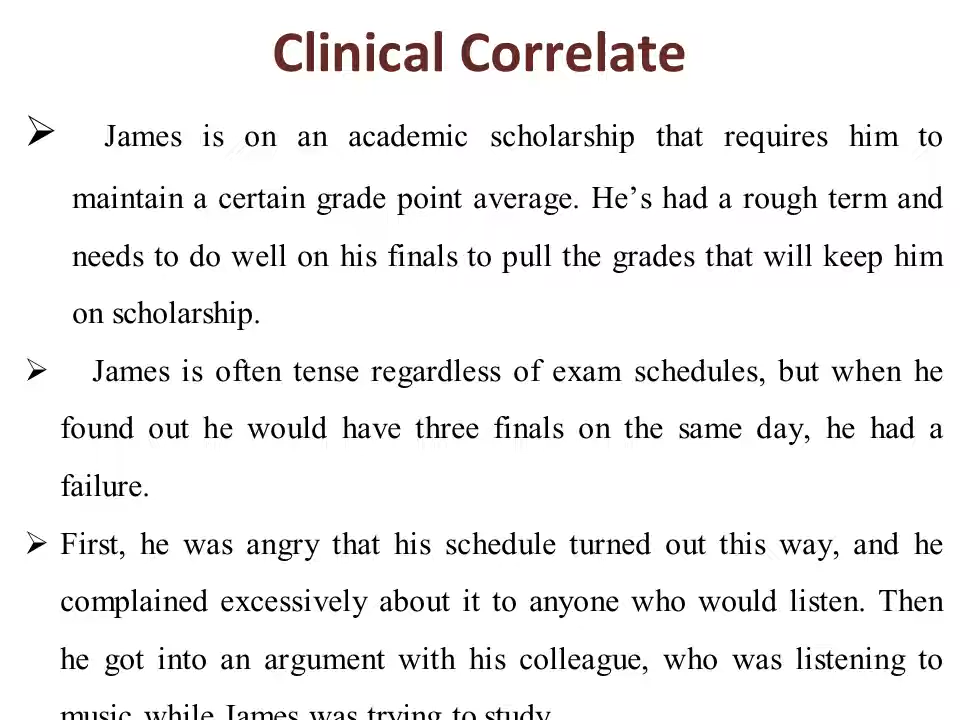 Clinical Correlate
➢ James is on an academic scholarship that requires him to
maintain a certain grade point average. He’s had a rough term and
needs to do well on his finals to pull the grades that will keep him
on scholarship.
➢ James is often tense regardless of exam schedules, but when he
found out he would have three finals on the same day, he had a
failure.
➢ First, he was angry that his schedule turned out this way, and he
complained excessively about it to anyone who would listen. Then
he got into an argument with his colleague, who was listening to
music while James was trying to study